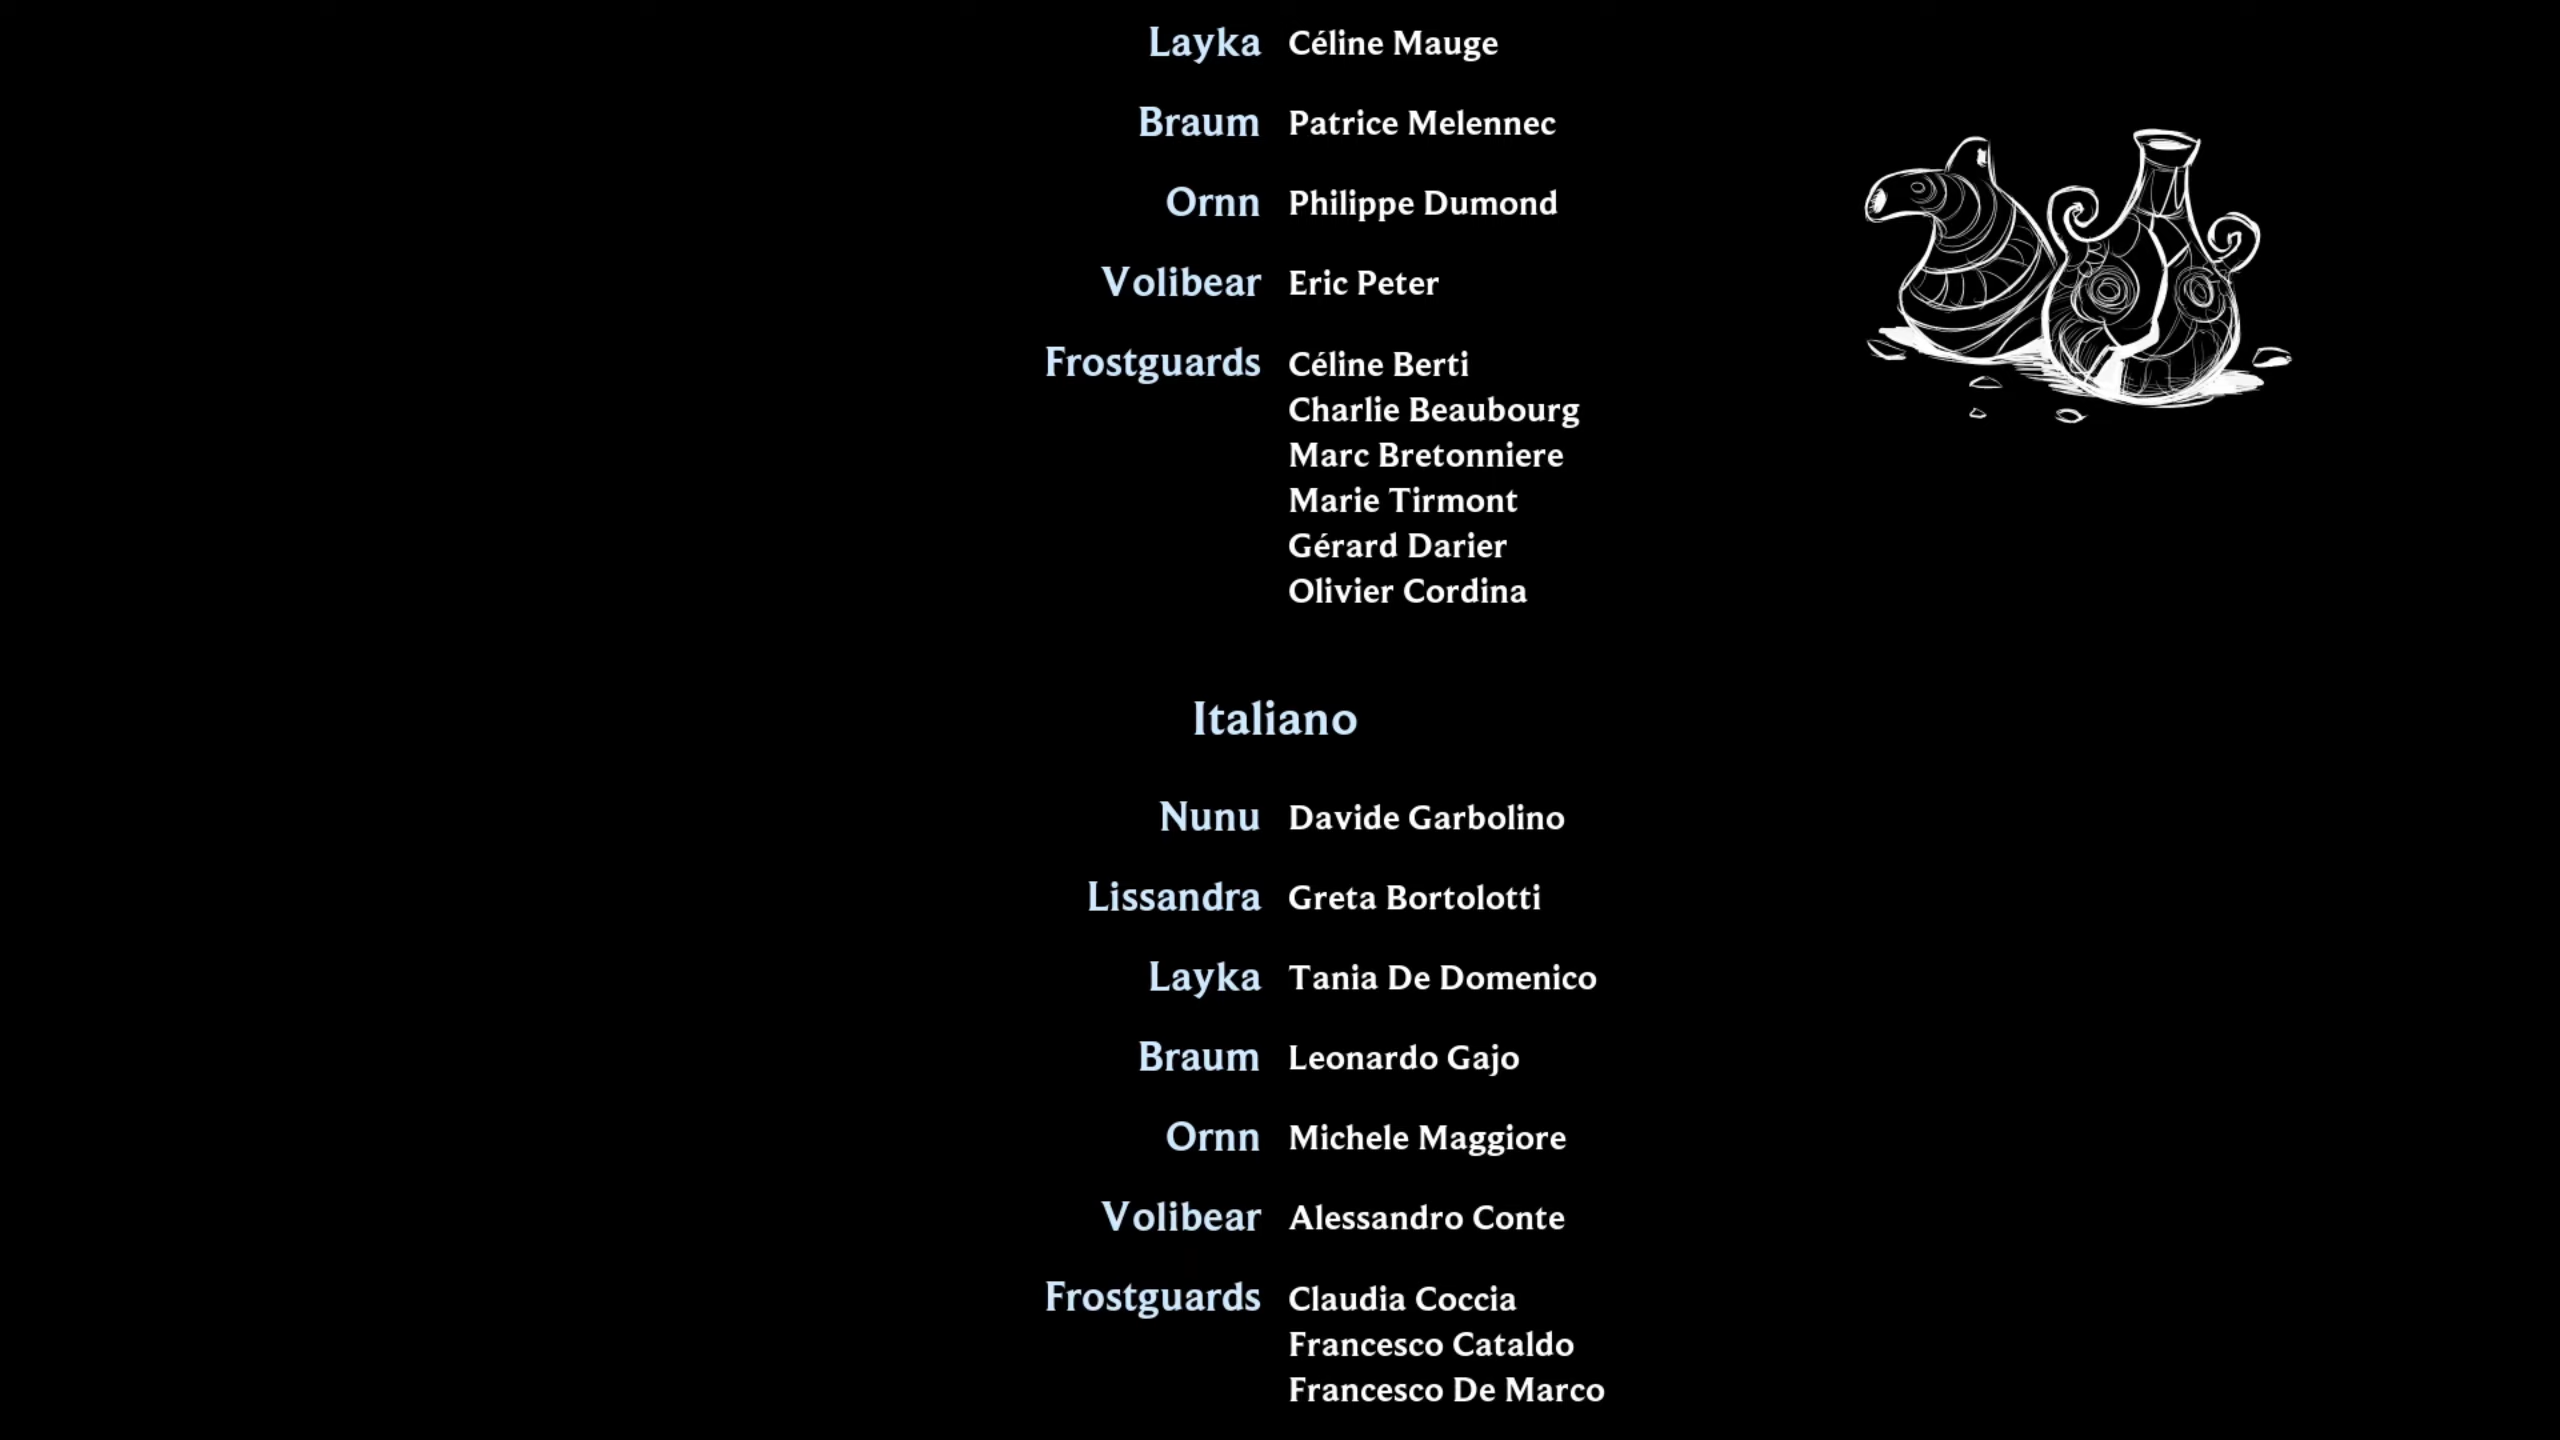 Layka Céline Mauge
Braum Patrice Melennec
Ornn Philippe Dumond
Volibear Eric Peter
Frostguards Céline Berti
Charlie Beaubourg
Marc Bretonniere
Marie Tirmont
Gérard Darier
Olivier Cordina
Italiano
Nunu Davide Garbolino
Lissandra Greta Bortolotti
Layka Tania De Domenico
Braum Leonardo Gajo
Ornn Michele Maggiore
Volibear Alessandro Conte
Frostguards Claudia Coccia
Francesco Cataldo
Francesco De Marco